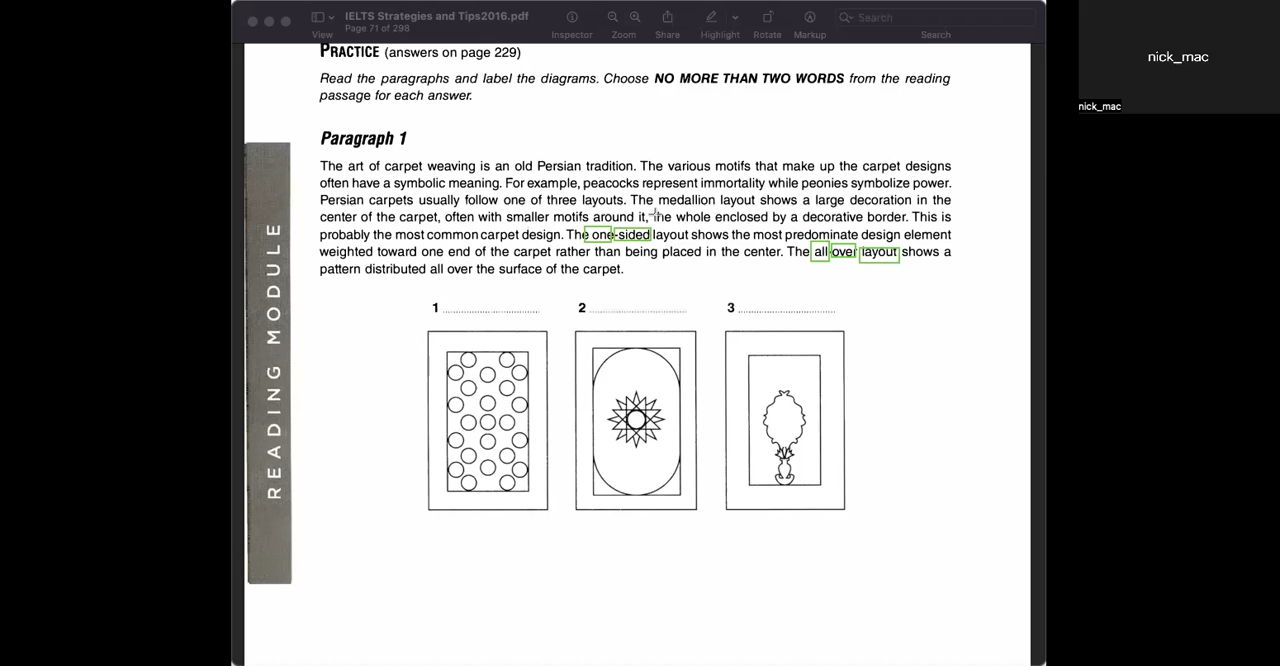 IELTS Strategies and Tips2016.pdf
Page 71 of 298
View
Inspector
Zoom
Share
Highlight
Rotate
Markup
Search
Search
nick_mac
nick_mac
PRACTICE (answers on page 229)
Read the paragraphs and label the diagrams. Choose NO MORE THAN TWO WORDS from the reading
passage for each answer.
Paragraph 1
The art of carpet weaving is an old Persian tradition. The various motifs that make up the carpet designs
often have a symbolic meaning. For example, peacocks represent immortality while peonies symbolize power.
Persian carpets usually follow one of three layouts. The medallion layout shows a large decoration in the
center of the carpet, often with smaller motifs around it, the whole enclosed by a decorative border. This is
probably the most common carpet design. The one-sided layout shows the most predominate design element
weighted toward one end of the carpet rather than being placed in the center. The all-over layout shows a
pattern distributed all over the surface of the carpet.
1 ................................
2 ................................
3 ................................
READING MODULE